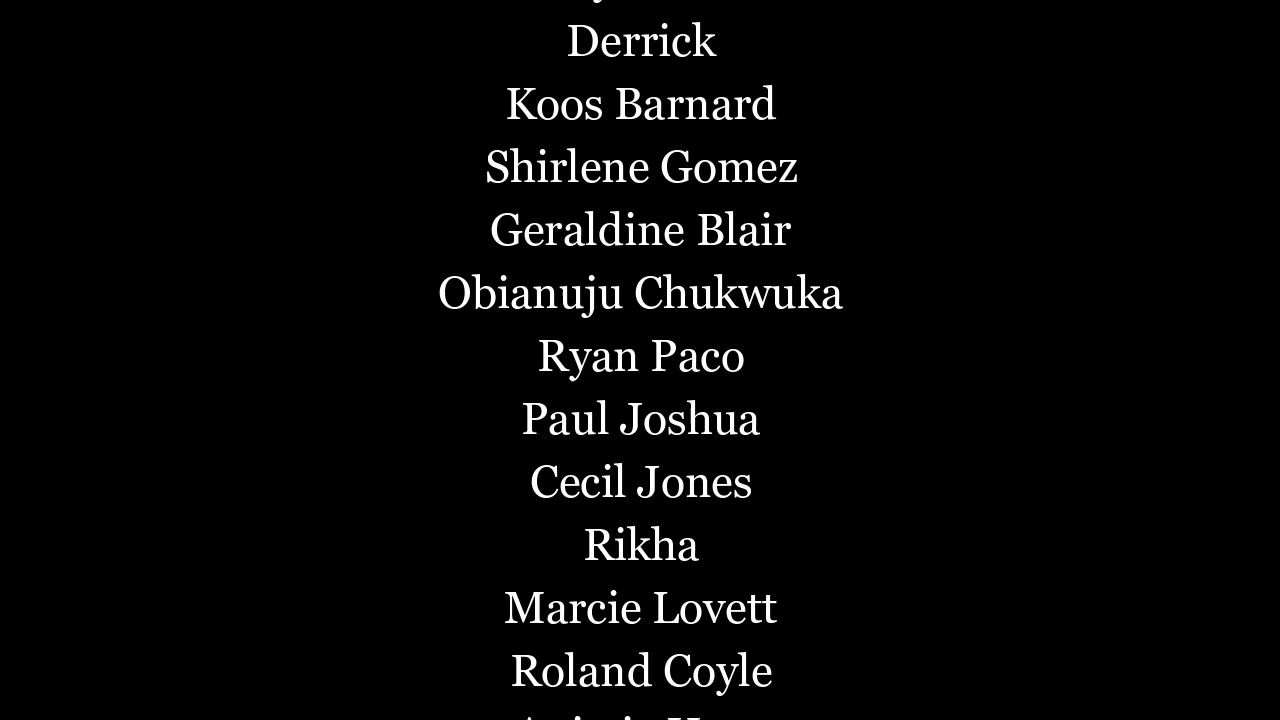 Derrick
Koos Barnard
Shirlene Gomez
Geraldine Blair
Obianuju Chukwuka
Ryan Paco
Paul Joshua
Cecil Jones
Rikha
Marcie Lovett
Roland Coyle